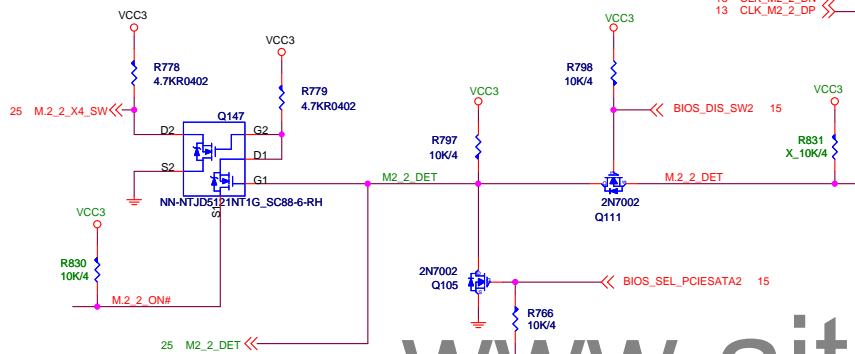 13 CLK_M2_2_DP
VCC3
VCC3
VCC3
R778
4.7KR0402
R779
4.7KR0402
R798
10K/4
25 M.2_2_X4_SW
Q147
VCC3
VCC3
BIOS_DIS_SW2 15
D2
G2
R797
10K/4
R831
X_10K/4
S2
D1
G1
M2_2_DET
M.2_2_DET
S1
NN-NTJD5121NT1G_SC88-6-RH
2N7002
Q111
VCC3
R830
10K/4
2N7002
Q105
BIOS_SEL_PCIESATA2 15
M.2_2_ON#
R766
10K/4
25 M2_2_DET